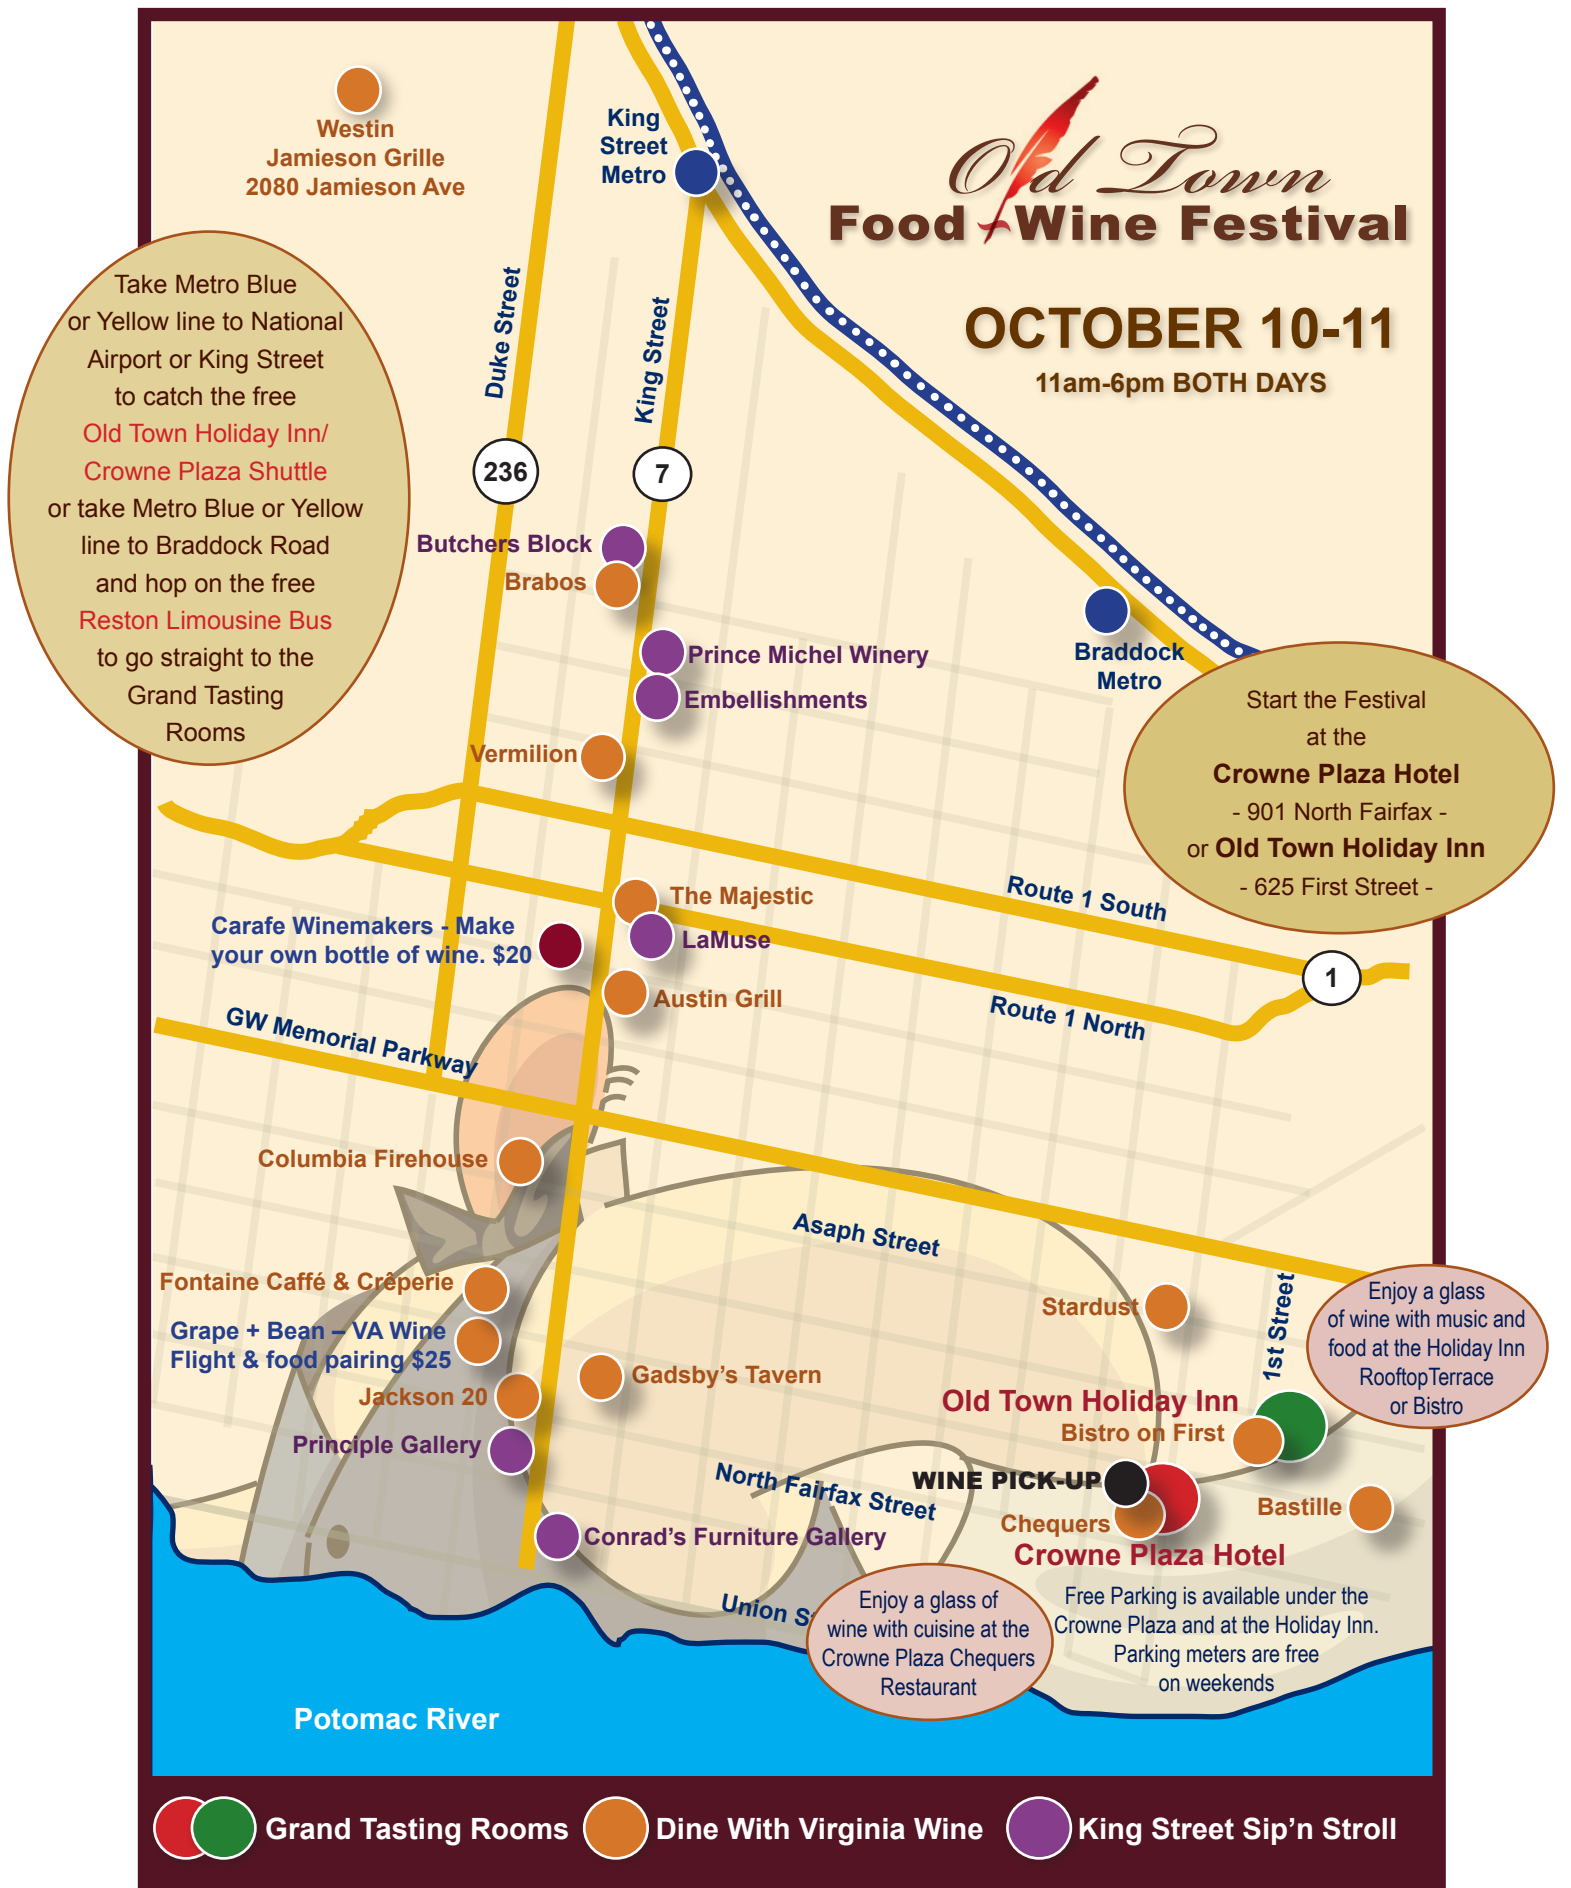 Westin
Jamieson Grille
2080 Jamieson Ave
King
Street
Metro
Old Town
Food Wine Festival
OCTOBER 10-11
11am-6pm BOTH DAYS
Take Metro Blue
or Yellow line to National
Airport or King Street
to catch the free
Old Town Holiday Inn/
Crowne Plaza Shuttle
or take Metro Blue or Yellow
line to Braddock Road
and hop on the free
Reston Limousine Bus
to go straight to the
Grand Tasting
Rooms
Duke Street
King Street
236
7
Butchers Block
Brabos
Prince Michel Winery
Embellishments
Vermilion
Braddock
Metro
Start the Festival
at the
Crowne Plaza Hotel
- 901 North Fairfax -
or Old Town Holiday Inn
- 625 First Street -
The Majestic
LaMuse
Carafe Winemakers - Make
your own bottle of wine. $20
Austin Grill
Route 1 South
Route 1 North
1
GW Memorial Parkway
Columbia Firehouse
Asaph Street
Fontaine Caffé & Crêperie
Grape + Bean – VA Wine
Flight & food pairing $25
Jackson 20
Principle Gallery
Gadsby's Tavern
Stardust
1st Street
Enjoy a glass
of wine with music and
food at the Holiday Inn
RooftopTerrace
or Bistro
Old Town Holiday Inn
Bistro on First
North Fairfax Street
WINE PICK-UP
Chequers
Crowne Plaza Hotel
Bastille
Conrad's Furniture Gallery
Union S
Enjoy a glass of
wine with cuisine at the
Crowne Plaza Chequers
Restaurant
Free Parking is available under the
Crowne Plaza and at the Holiday Inn.
Parking meters are free
on weekends
Potomac River
Grand Tasting Rooms
Dine With Virginia Wine
King Street Sip'n Stroll